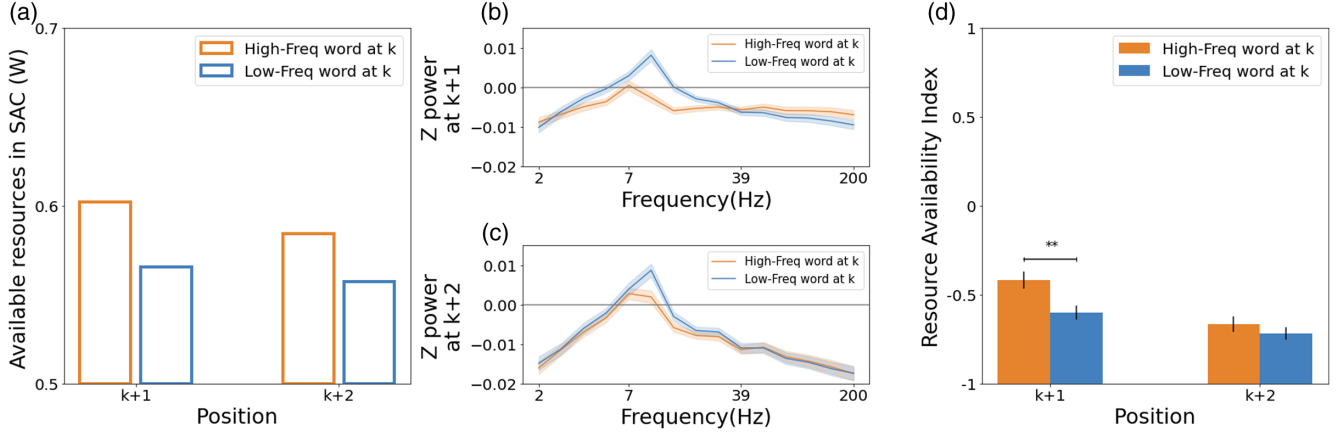 (a)
Available resources in SAC (W)
0.7
0.6
0.5
High-Freq word at k
Low-Freq word at k
k+1
k+2
Position
(b)
Z power
at k+1
0.01
0.00
−0.01
−0.02
High-Freq word at k
Low-Freq word at k
2
7
39
200
Frequency(Hz)
(c)
Z power
at k+2
0.01
0.00
−0.01
−0.02
High-Freq word at k
Low-Freq word at k
2
7
39
200
Frequency(Hz)
(d)
Resource Availability Index
1
0.5
0
-0.5
-1
High-Freq word at k
Low-Freq word at k
**
k+1
k+2
Position